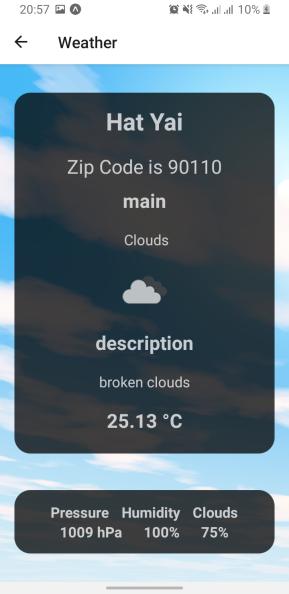 20:57 10%
Weather
Hat Yai
Zip Code is 90110
main
Clouds
description
broken clouds
25.13 °C
Pressure Humidity Clouds
1009 hPa 100% 75%